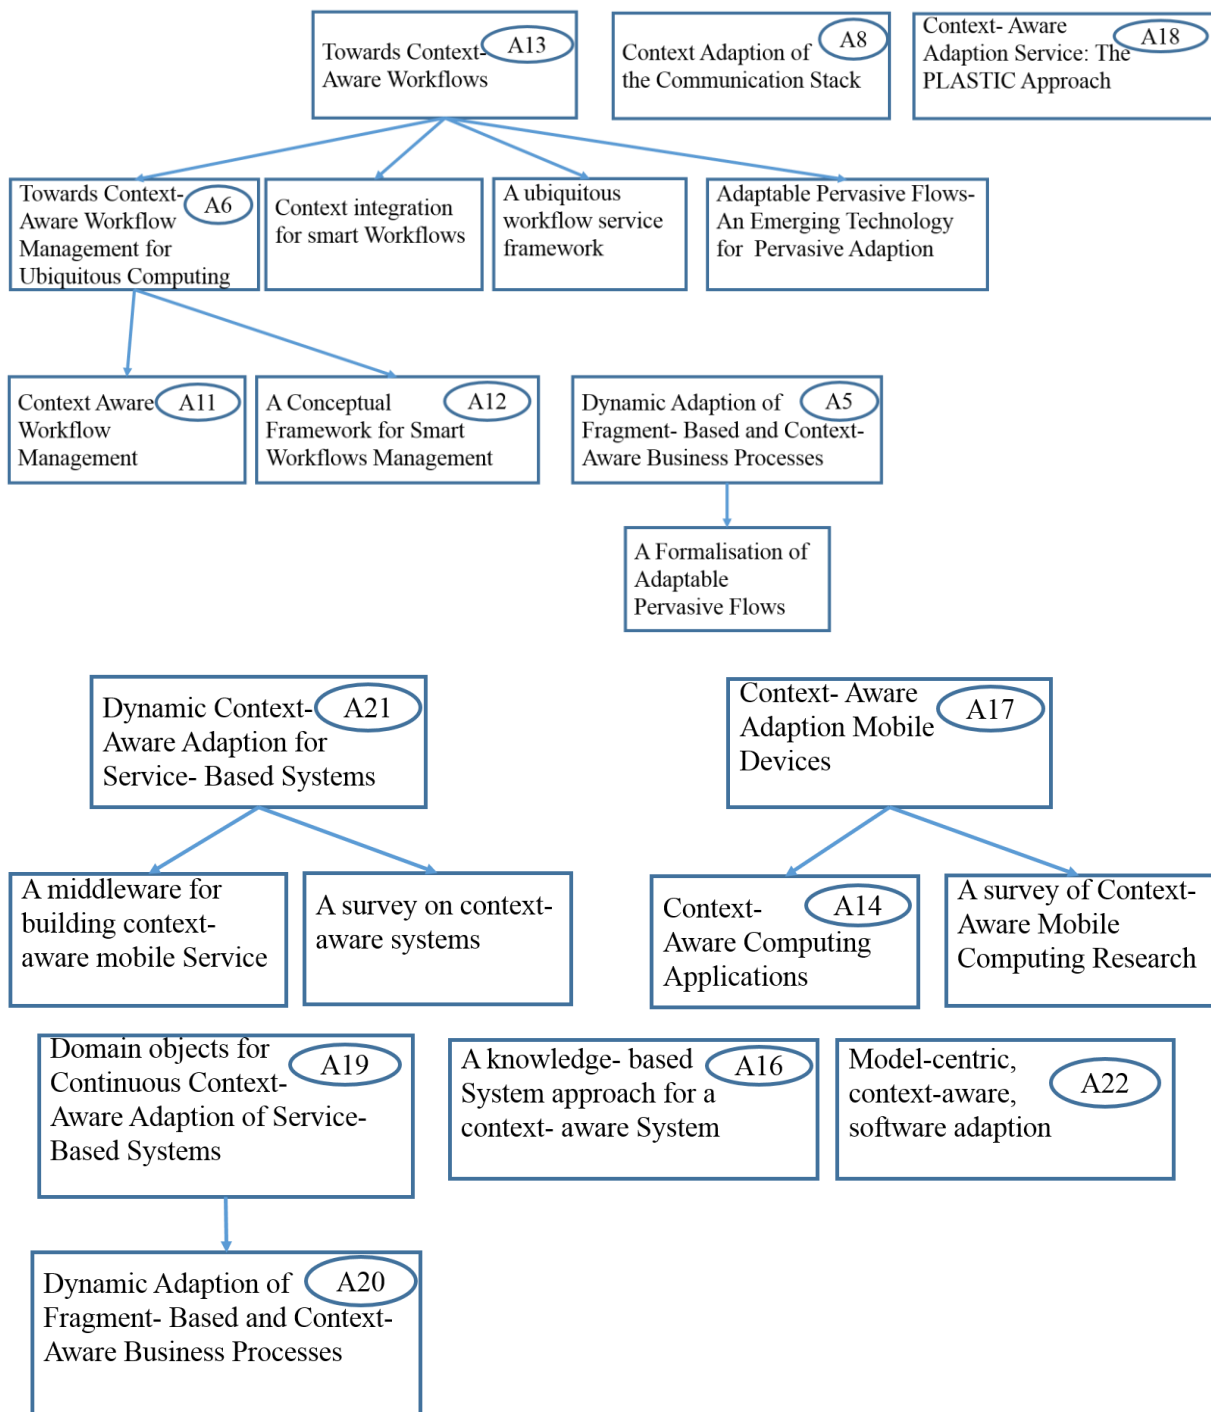 Towards Context-
Aware Workflows
A13
Context Adaption of
the Communication Stack
A8
Context- Aware
Adaption Service: The
PLASTIC Approach
A18
Towards Context-
Aware Workflow
Management for
Ubiquitous Computing
A6
Context integration
for smart Workflows
A ubiquitous
workflow service
framework
Adaptable Pervasive Flows-
An Emerging Technology
for Pervasive Adaption
Context Aware
Workflow
Management
A11
A Conceptual
Framework for Smart
Workflows Management
A12
Dynamic Adaption of
Fragment- Based and Context-
Aware Business Processes
A5
A Formalisation of
Adaptable
Pervasive Flows
Dynamic Context-
Aware Adaption for
Service- Based Systems
A21
Context- Aware
Adaption Mobile
Devices
A17
A middleware for
building context-
aware mobile Service
A survey on context-
aware systems
Context-
Aware Computing
Applications
A14
A survey of Context-
Aware Mobile
Computing Research
Domain objects for
Continuous Context-
Aware Adaption of Service-
Based Systems
A19
A knowledge- based
System approach for a
context- aware System
A16
Model-centric,
context-aware,
software adaption
A22
Dynamic Adaption of
Fragment- Based and Context-
Aware Business Processes
A20